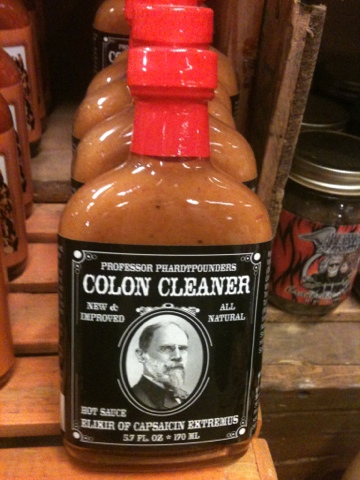 PROFESSOR PHARDTPOUNDERS
COLON CLEANER
NEW &
IMPROVED
ALL
NATURAL
HOT SAUCE
ELIXIR OF CAPSAICIN EXTREMUS
5.7 FL. OZ * 170 ML